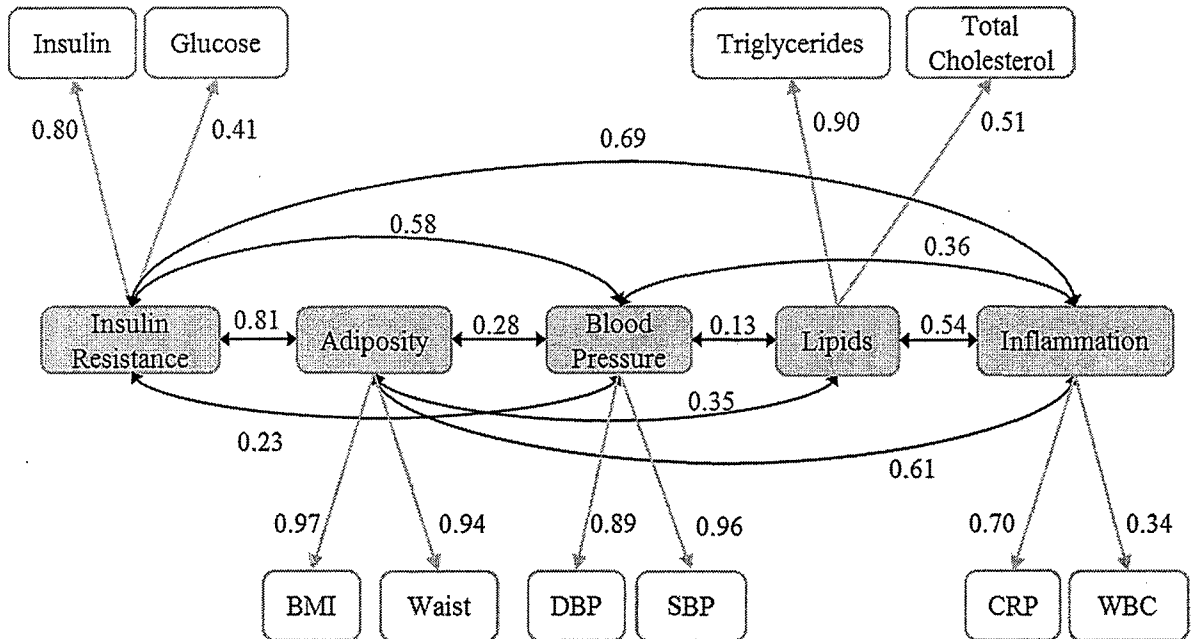 Insulin
Glucose
Triglycerides
Total
Cholesterol
0.80
0.41
0.90
0.51
0.69
0.58
0.36
Insulin
Resistance
0.81
Adiposity
0.28
Blood
Pressure
0.13
Lipids
0.54
Inflammation
0.23
0.35
0.61
0.97
0.94
0.89
0.96
0.70
0.34
BMI
Waist
DBP
SBP
CRP
WBC